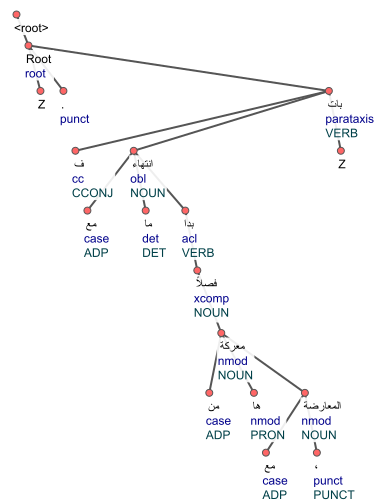 <root>
Root
root
Z
.
punct
بات
parataxis
VERB
Z
ف
cc
CCONJ
انتهاء
obl
NOUN
مع
case
ADP
ما
det
DET
بدا
acl
VERB
فصلاً
xcomp
NOUN
معركة
nmod
NOUN
من
case
ADP
ها
nmod
PRON
المعارضة
nmod
NOUN
مع
case
ADP
،
punct
PUNCT